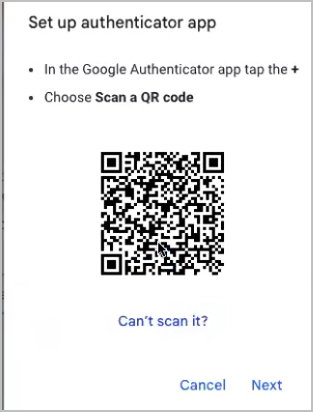 Set up authenticator app
• In the Google Authenticator app tap the +
• Choose Scan a QR code
Can't scan it?
Cancel Next